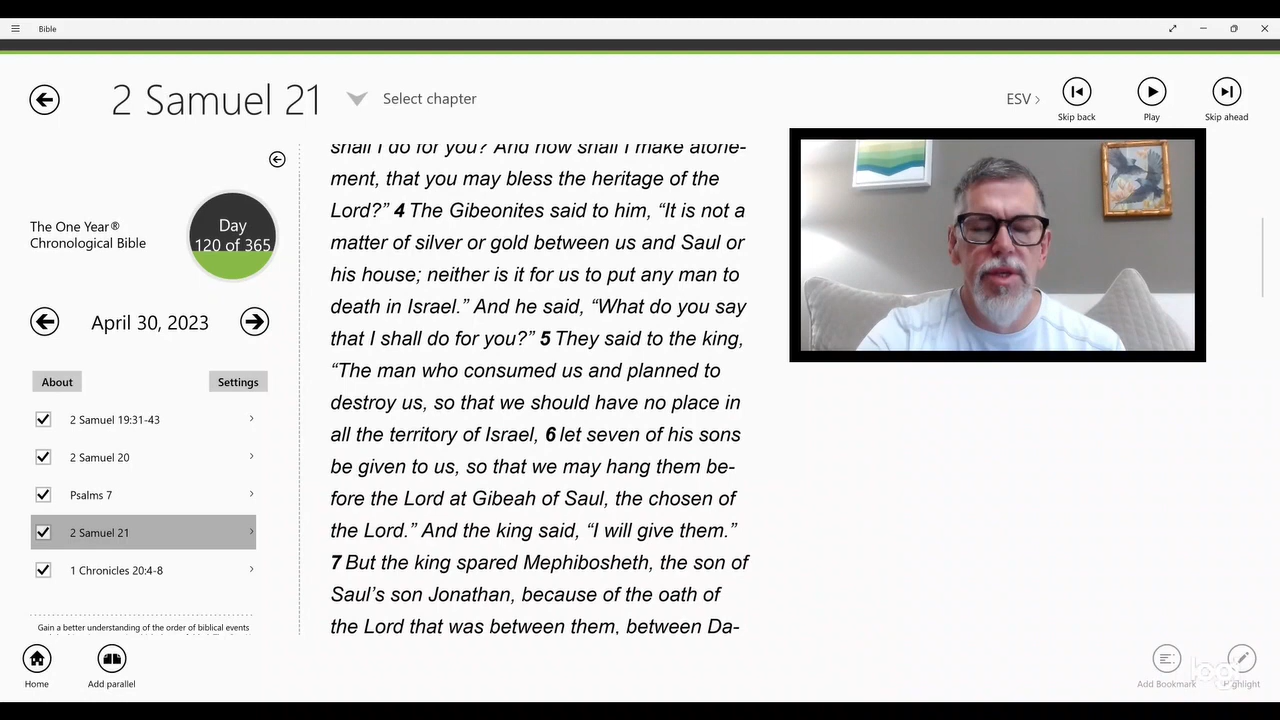 Bible
2 Samuel 21
Select chapter
ESV
Skip back
Play
Skip ahead
The One Year®
Chronological Bible
Day
120 of 365
April 30, 2023
About
Settings
2 Samuel 19:31-43
2 Samuel 20
Psalms 7
2 Samuel 21
1 Chronicles 20:4-8
Gain a better understanding of the order of biblical events
shall I do for you? And how shall I make atone-
ment, that you may bless the heritage of the
Lord?” 4 The Gibeonites said to him, “It is not a
matter of silver or gold between us and Saul or
his house; neither is it for us to put any man to
death in Israel.” And he said, “What do you say
that I shall do for you?” 5 They said to the king,
“The man who consumed us and planned to
destroy us, so that we should have no place in
all the territory of Israel, 6 let seven of his sons
be given to us, so that we may hang them be-
fore the Lord at Gibeah of Saul, the chosen of
the Lord.” And the king said, “I will give them.”
7 But the king spared Mephibosheth, the son of
Saul’s son Jonathan, because of the oath of
the Lord that was between them, between Da-
Home
Add parallel
Add Bookmark
Highlight
logi